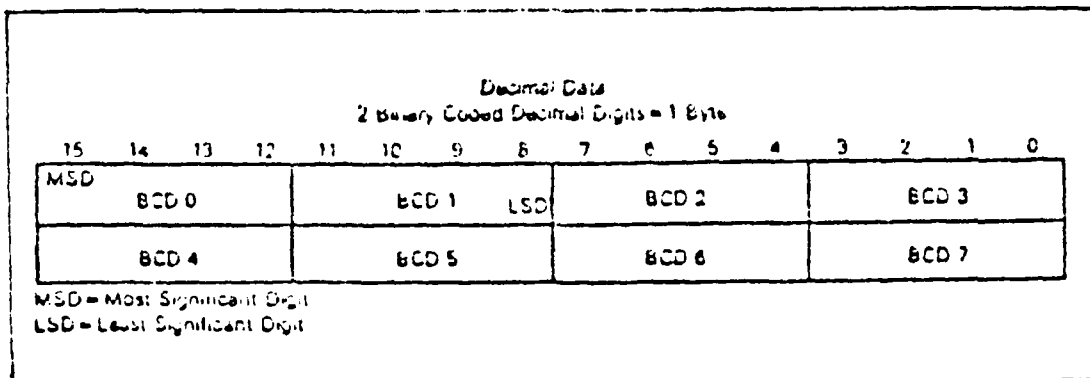 Decimal Data
2 Binary Coded Decimal Digits = 1 Byte
15 14 13 12 11 10 9 8 7 6 5 4 3 2 1 0
MSD BCD 0 BCD 1 LSD BCD 2 BCD 3
BCD 4 BCD 5 BCD 6 BCD 7
MSD = Most Significant Digit
LSD = Least Significant Digit